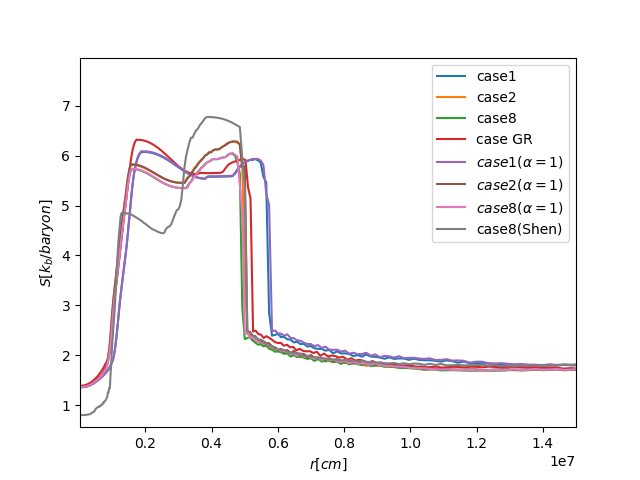 7
6
5
4
3
2
1
S[k_b/baryon]
case1
case2
case8
case GR
case1(α = 1)
case2(α = 1)
case8(α = 1)
case8(Shen)
0.2 0.4 0.6 0.8 1.0 1.2 1.4
1e7
r[cm]